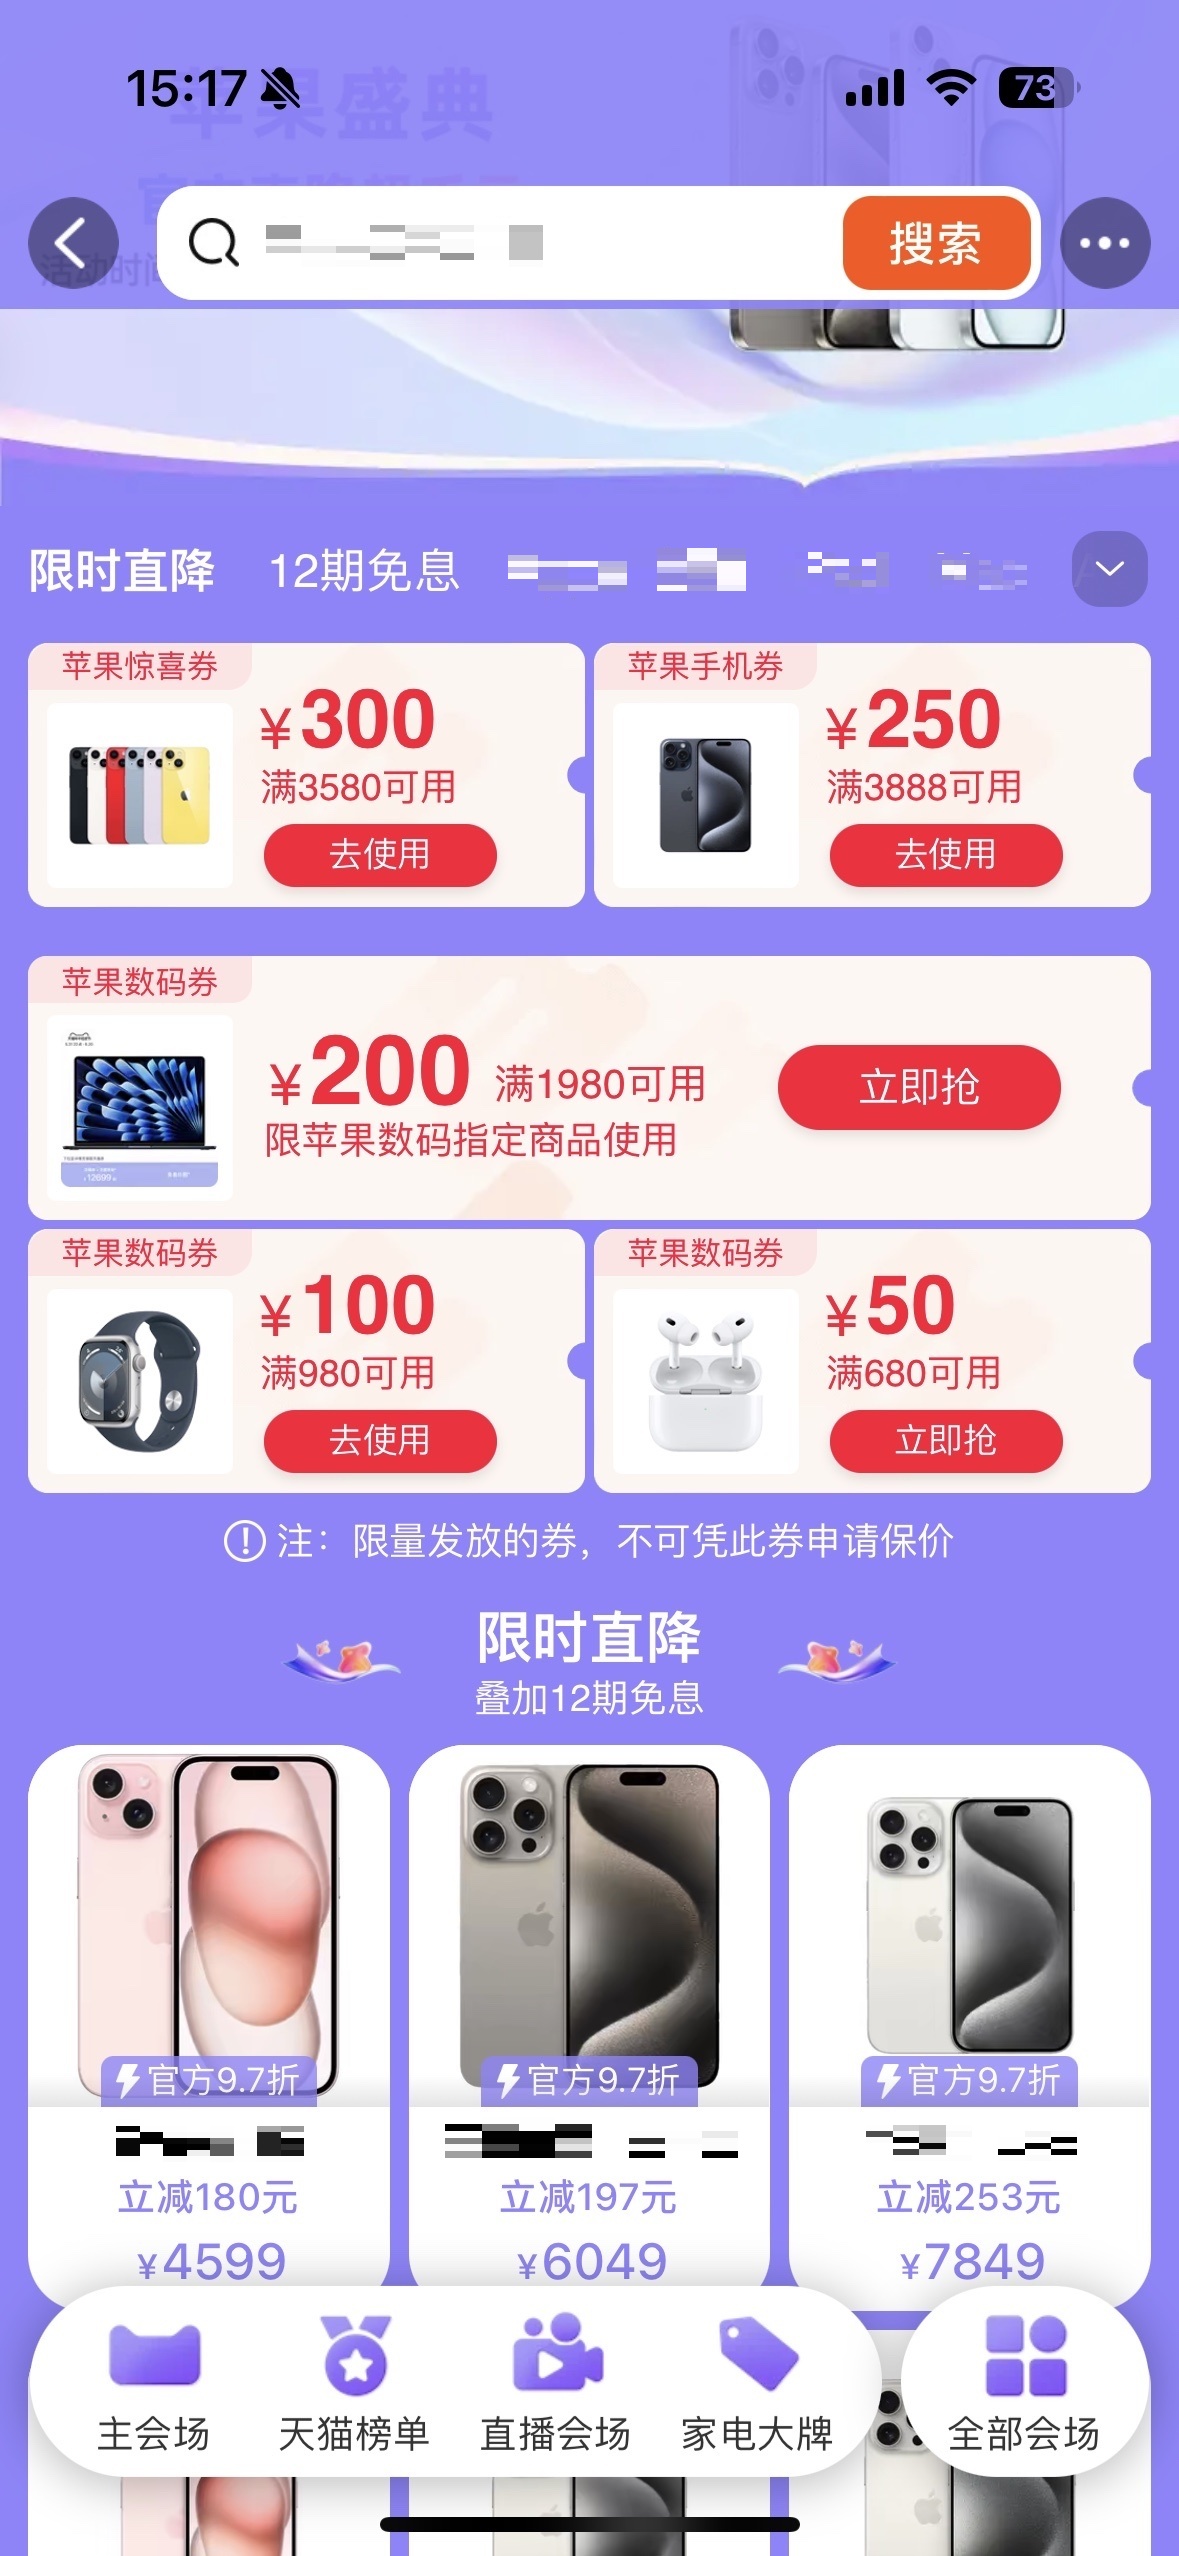 15:17
73
苹果盛典
活动时间
搜索
限时直降 12期免息
苹果惊喜券
¥300
满3580可用
去使用
苹果手机券
¥250
满3888可用
去使用
苹果数码券
¥200 满1980可用
限苹果数码指定商品使用
立即抢
苹果数码券
¥100
满980可用
去使用
苹果数码券
¥50
满680可用
立即抢
注：限量发放的券，不可凭此券申请保价
限时直降
叠加12期免息
官方9.7折
立减180元
¥4599
官方9.7折
立减197元
¥6049
官方9.7折
立减253元
¥7849
主会场
天猫榜单
直播会场
家电大牌
全部会场